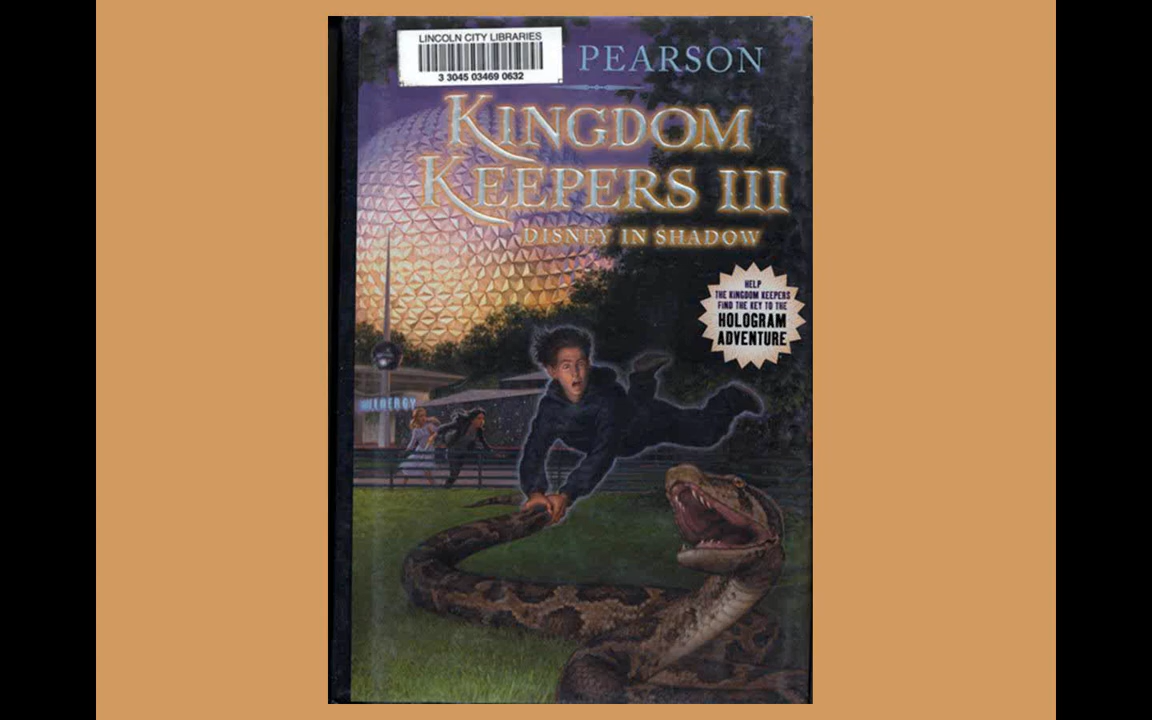 LINCOLN CITY LIBRARIES
3 3045 03469 0632
PEARSON
KINGDOM
KEEPERS III
DISNEY IN SHADOW
HELP
THE KINGDOM KEEPERS
FIND THE KEY TO THE
HOLOGRAM
ADVENTURE